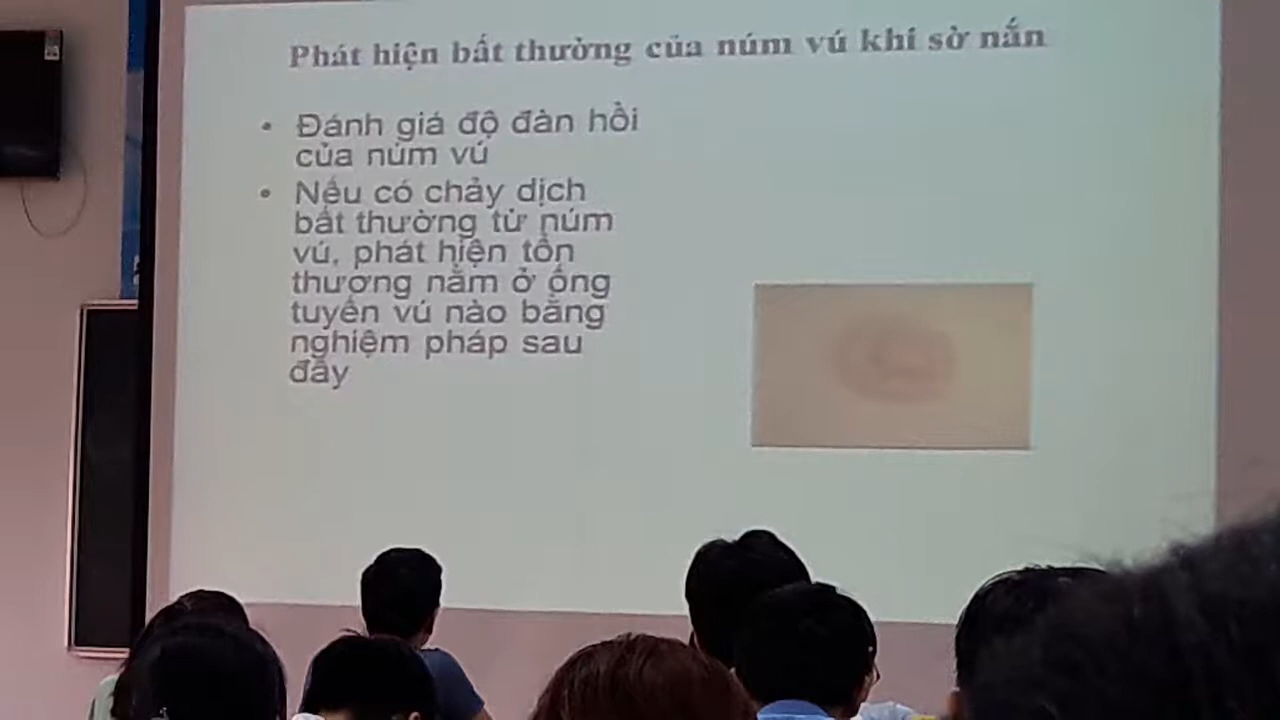 Phát hiện bất thường của núm vú khi sờ nắn
• Đánh giá độ đàn hồi
của núm vú
• Nếu có chảy dịch
bất thường từ núm
vú, phát hiện tổn
thương nằm ở ống
tuyến vú nào bằng
nghiệm pháp sau
đây